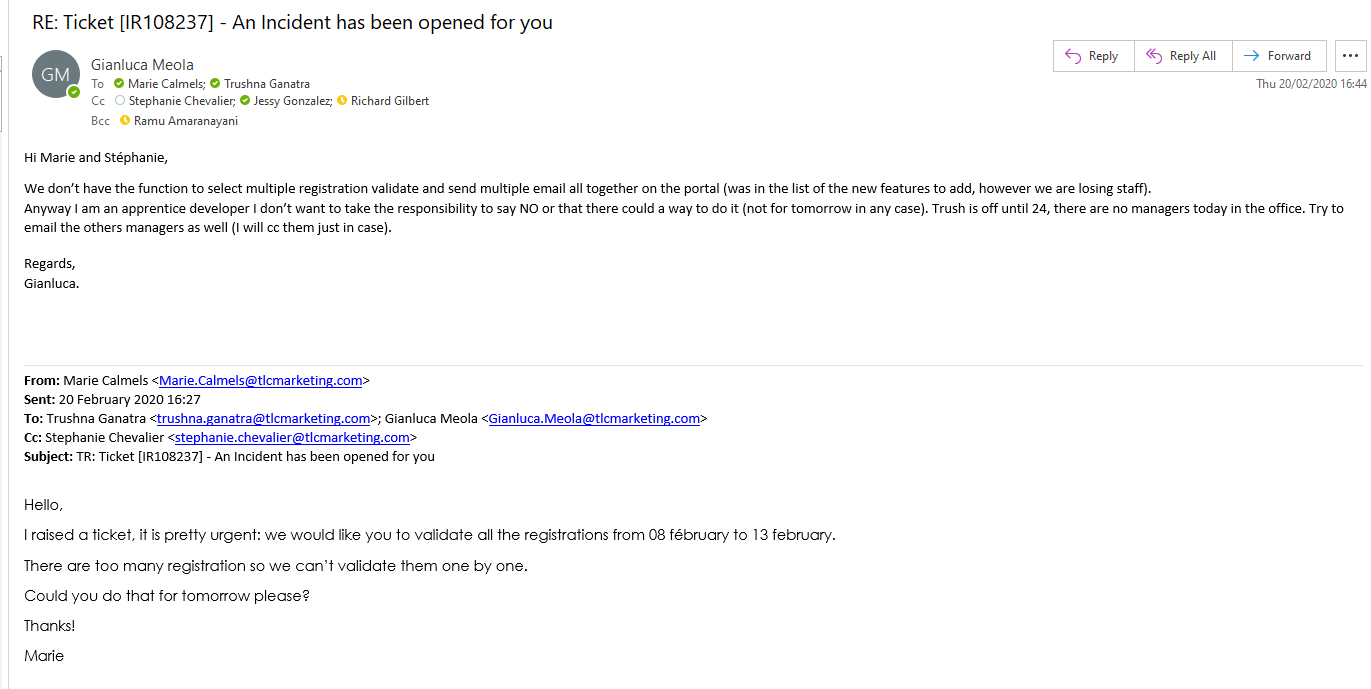 RE: Ticket [IR108237] - An Incident has been opened for you
GM
Gianluca Meola
To Marie Calmels; Trushna Ganatra
Cc Stephanie Chevalier; Jessy Gonzalez; Richard Gilbert
Bcc Ramu Amaranayani
Reply
Reply All
Forward
...
Thu 20/02/2020 16:44
Hi Marie and Stéphanie,
We don't have the function to select multiple registration validate and send multiple email all together on the portal (was in the list of the new features to add, however we are losing staff).
Anyway I am an apprentice developer I don't want to take the responsibility to say NO or that there could a way to do it (not for tomorrow in any case). Trush is off until 24, there are no managers today in the office. Try to
email the others managers as well (I will cc them just in case).
Regards,
Gianluca.
From: Marie Calmels <Marie.Calmels@tlcmarketing.com>
Sent: 20 February 2020 16:27
To: Trushna Ganatra <trushna.ganatra@tlcmarketing.com>; Gianluca Meola <Gianluca.Meola@tlcmarketing.com>
Cc: Stephanie Chevalier <stephanie.chevalier@tlcmarketing.com>
Subject: TR: Ticket [IR108237] - An Incident has been opened for you
Hello,
I raised a ticket, it is pretty urgent: we would like you to validate all the registrations from 08 fébruary to 13 february.
There are too many registration so we can't validate them one by one.
Could you do that for tomorrow please?
Thanks!
Marie